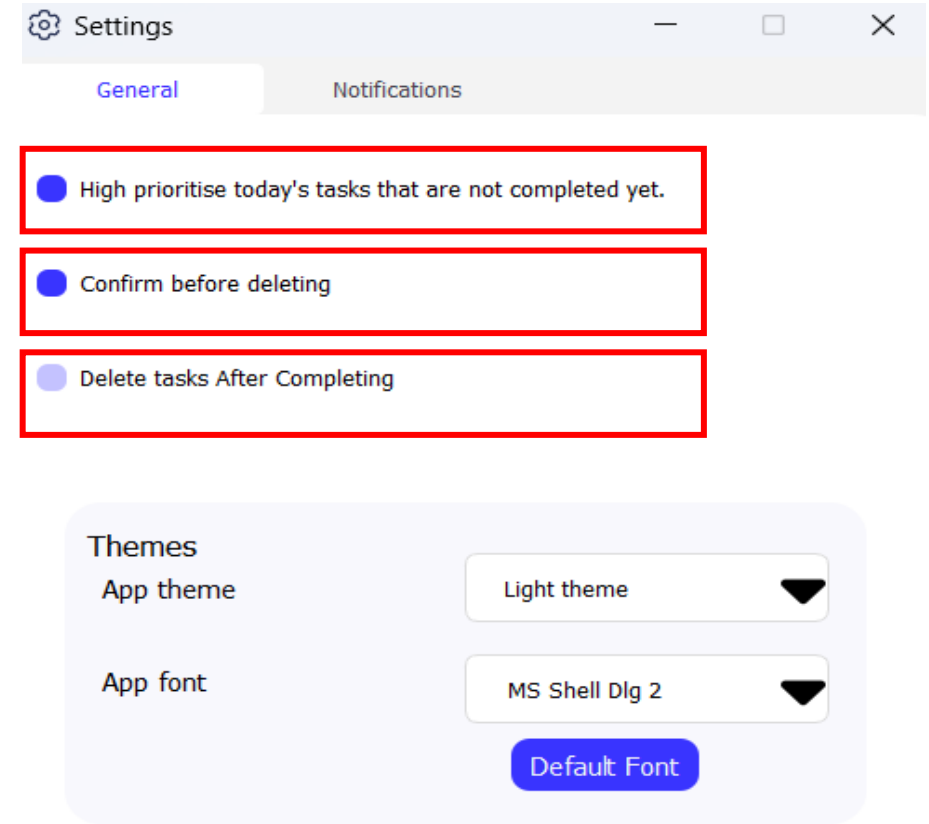 Settings
General Notifications
High prioritise today's tasks that are not completed yet.
Confirm before deleting
Delete tasks After Completing
Themes
App theme Light theme
App font MS Shell Dlg 2
Default Font